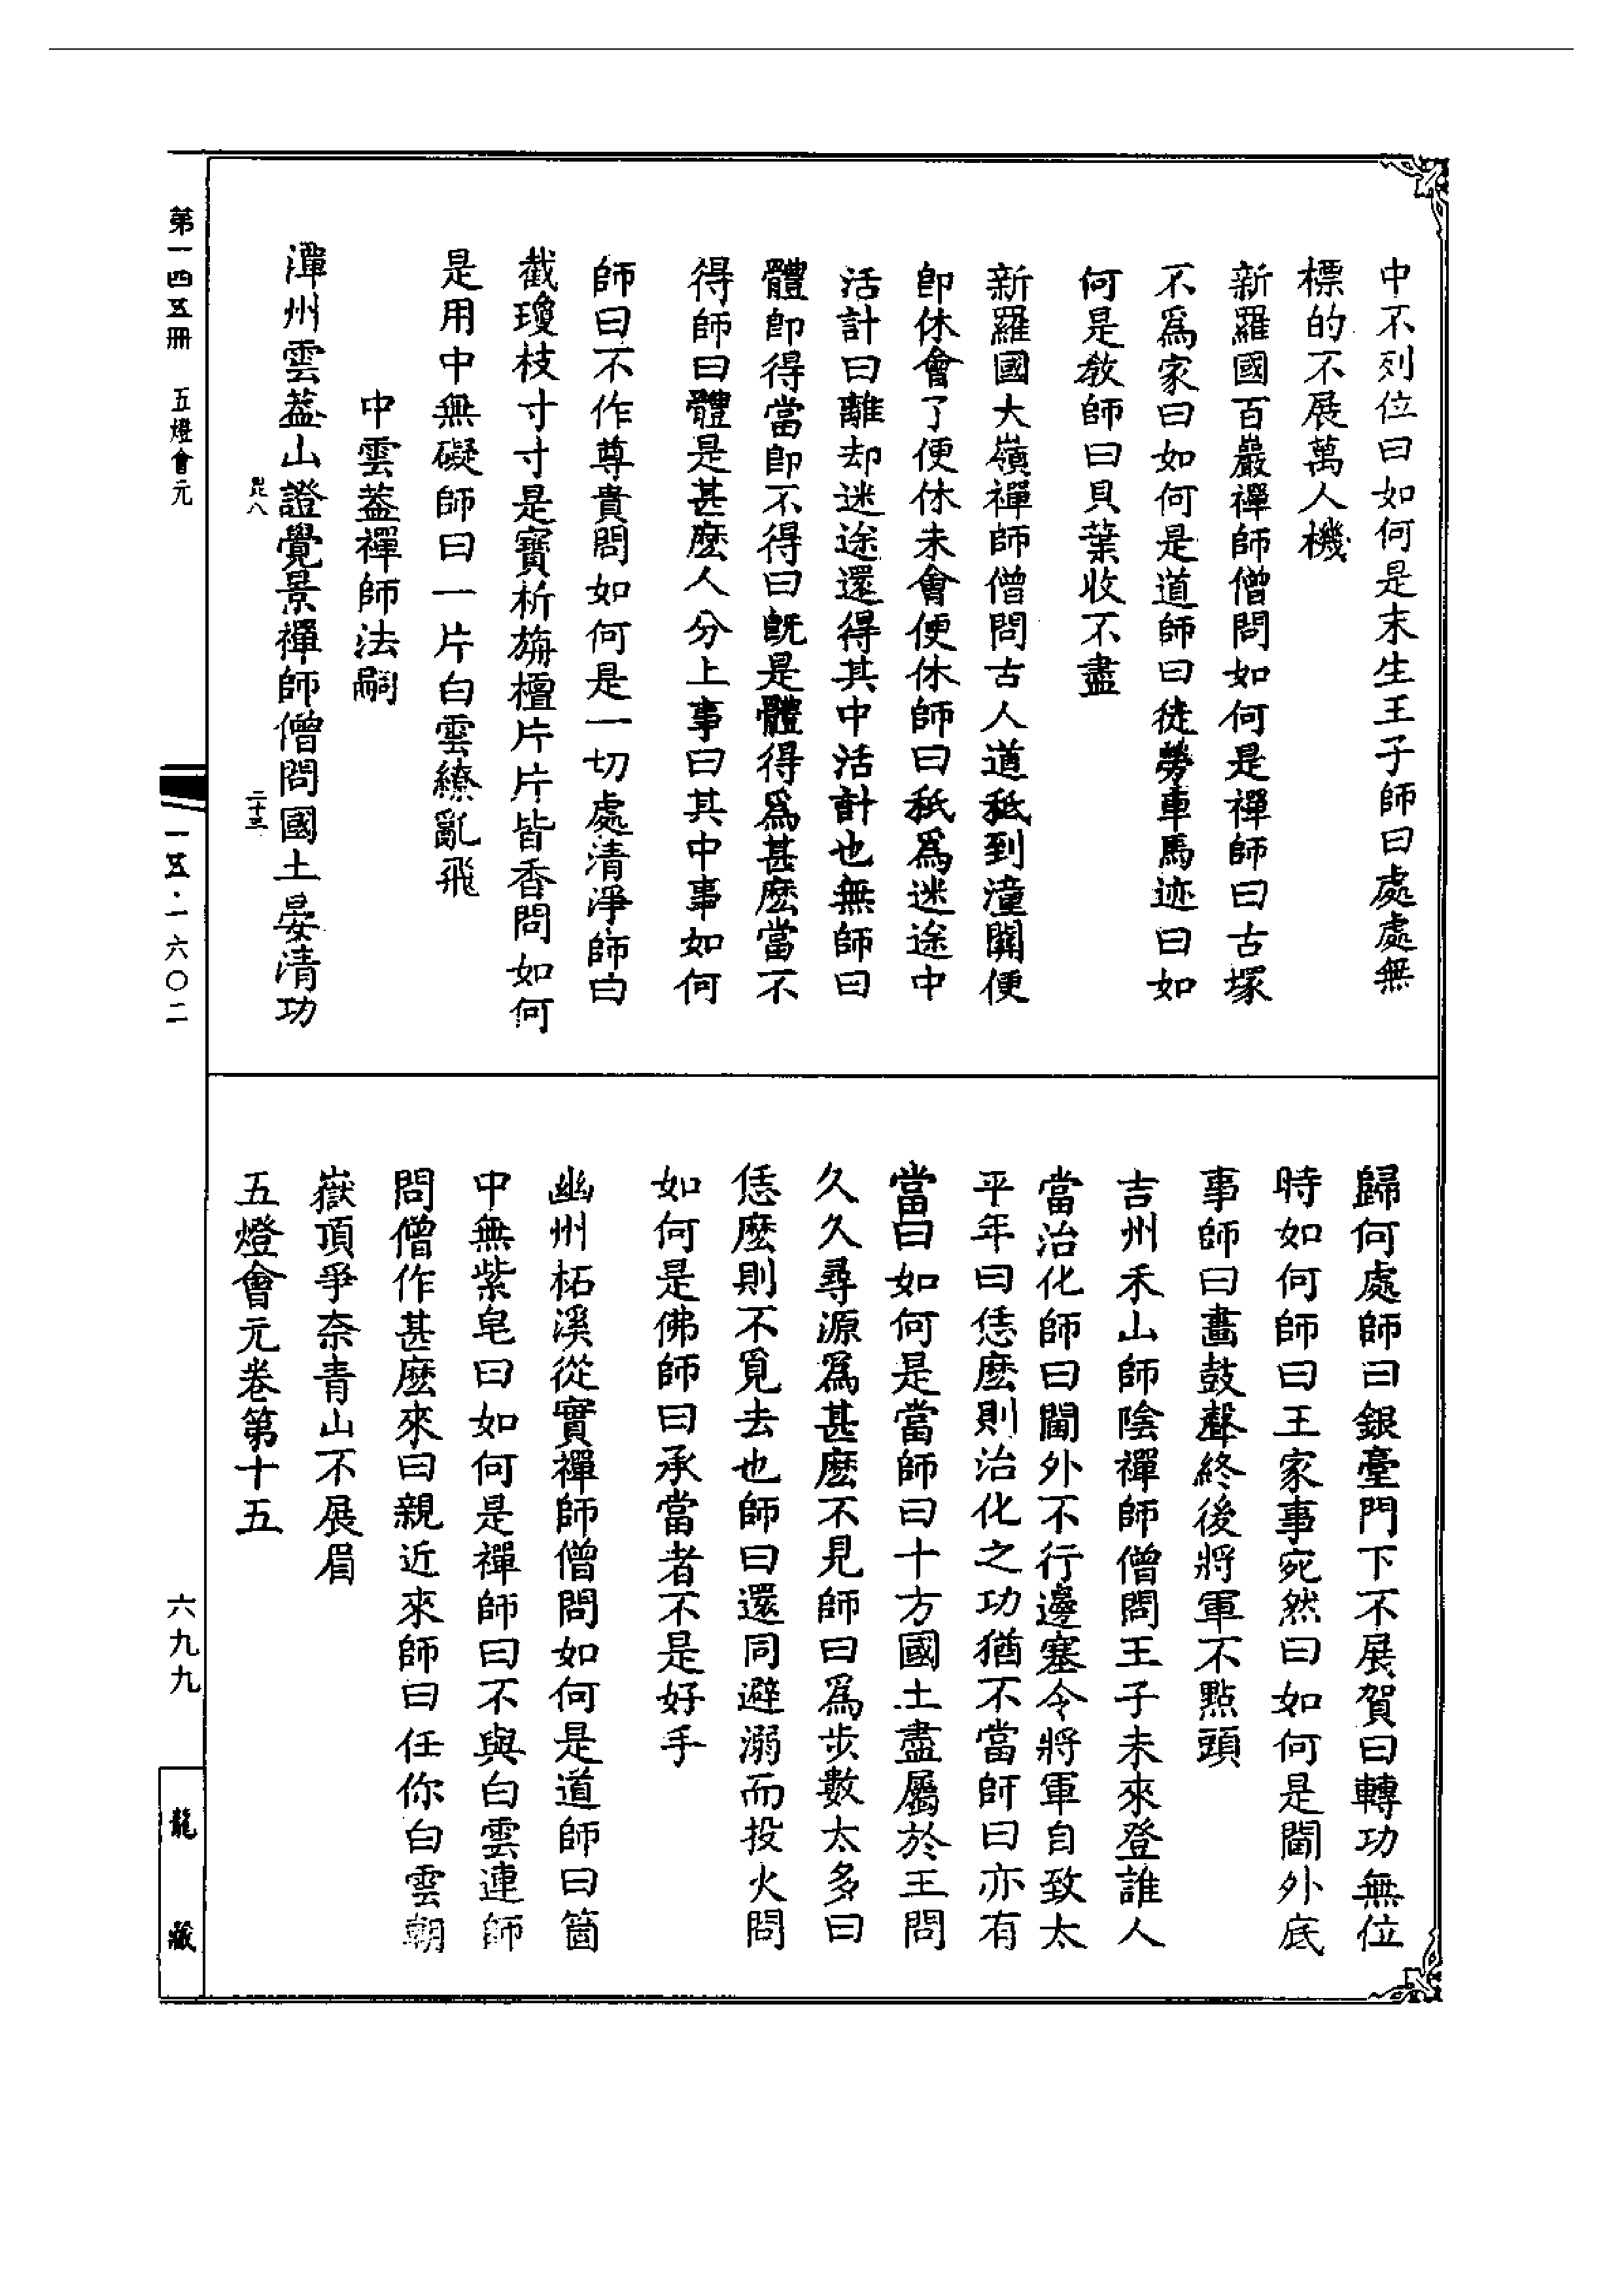 中不列位曰如何是末生王子師曰處處無
標的不展萬人機
新羅國百巖禪師僧問如何是禪師曰古塚
不爲家曰如何是道師曰徒勞車馬迹曰如
何是教師曰貝葉收不盡
新羅國大嶺禪師僧問古人道秖到潼關便
卽休會了便休未會便休師曰秖爲迷途中
活計曰離却迷途還得其中活計也無師曰
體卽得當卽不得曰旣是體得爲甚麽當不
得師曰體是甚麽人分上事曰其中事如何
師曰不作尊貴問如何是一切處清淨師曰
截瓊枝寸寸是寶析旃檀片片皆香問如何
是用中無礙師曰一片白雲繚亂飛
中雲葢禪師法嗣
潭州雲葢山證覺景禪師僧問國土晏清功
歸何處師曰銀臺門下不展賀曰轉功無位
時如何師曰王家事宛然曰如何是閫外底
事師曰畵鼓聲終後將軍不點頭
吉州禾山師陰禪師僧問王子未來登誰人
當治化師曰閫外不行邊塞令將軍自致太
平年曰恁麽則治化之功猶不當師曰亦有
當曰如何是當師曰十方國土盡屬於王問
久久尋源爲甚麽不見師曰爲步數太多曰
恁麽則不覓去也師曰還同避溺而投火問
如何是佛師曰承當者不是好手
幽州柘溪從實禪師僧問如何是道師曰箇
中無紫皂曰如何是禪師曰不與白雲連師
問僧作甚麽來曰親近來師曰任你白雲朝
嶽頂爭奈青山不展眉
五燈會元卷第十五
第一四五冊 五燈會元
昆八
二十三
一五·一六〇二
六九九
龍藏